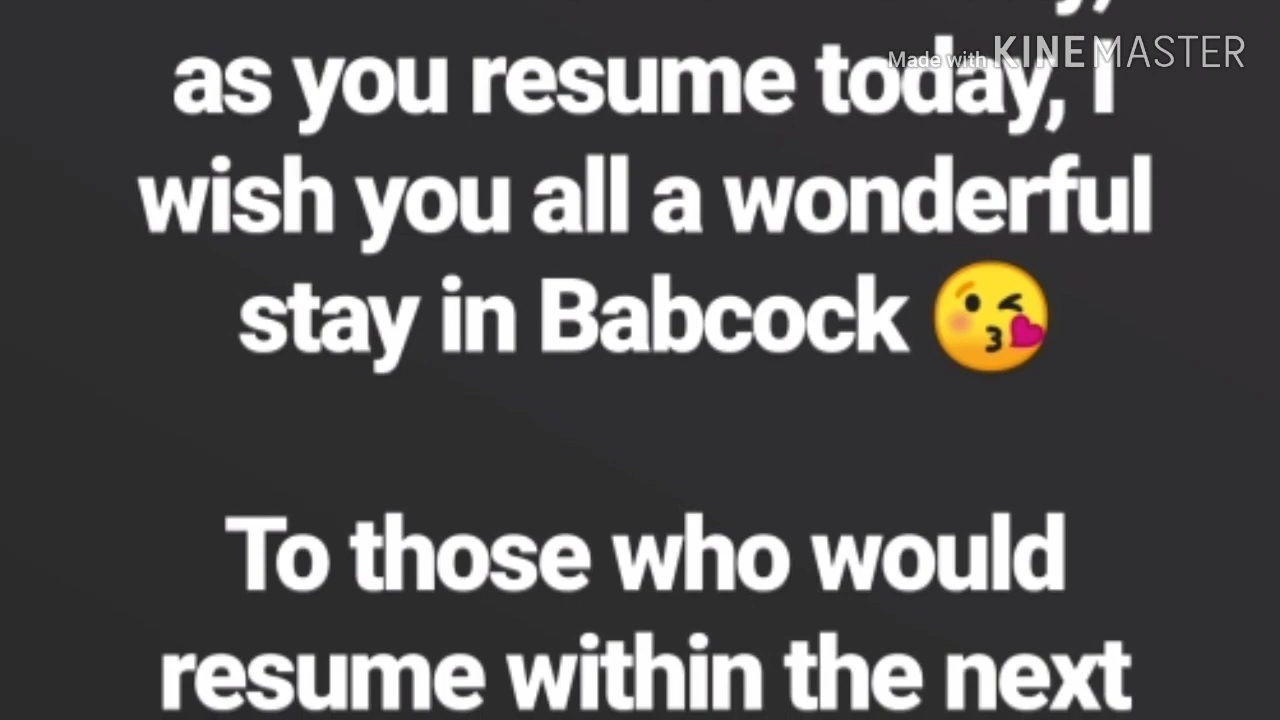 Made with KINEMASTER
as you resume today, I
wish you all a wonderful
stay in Babcock 😘
To those who would
resume within the next